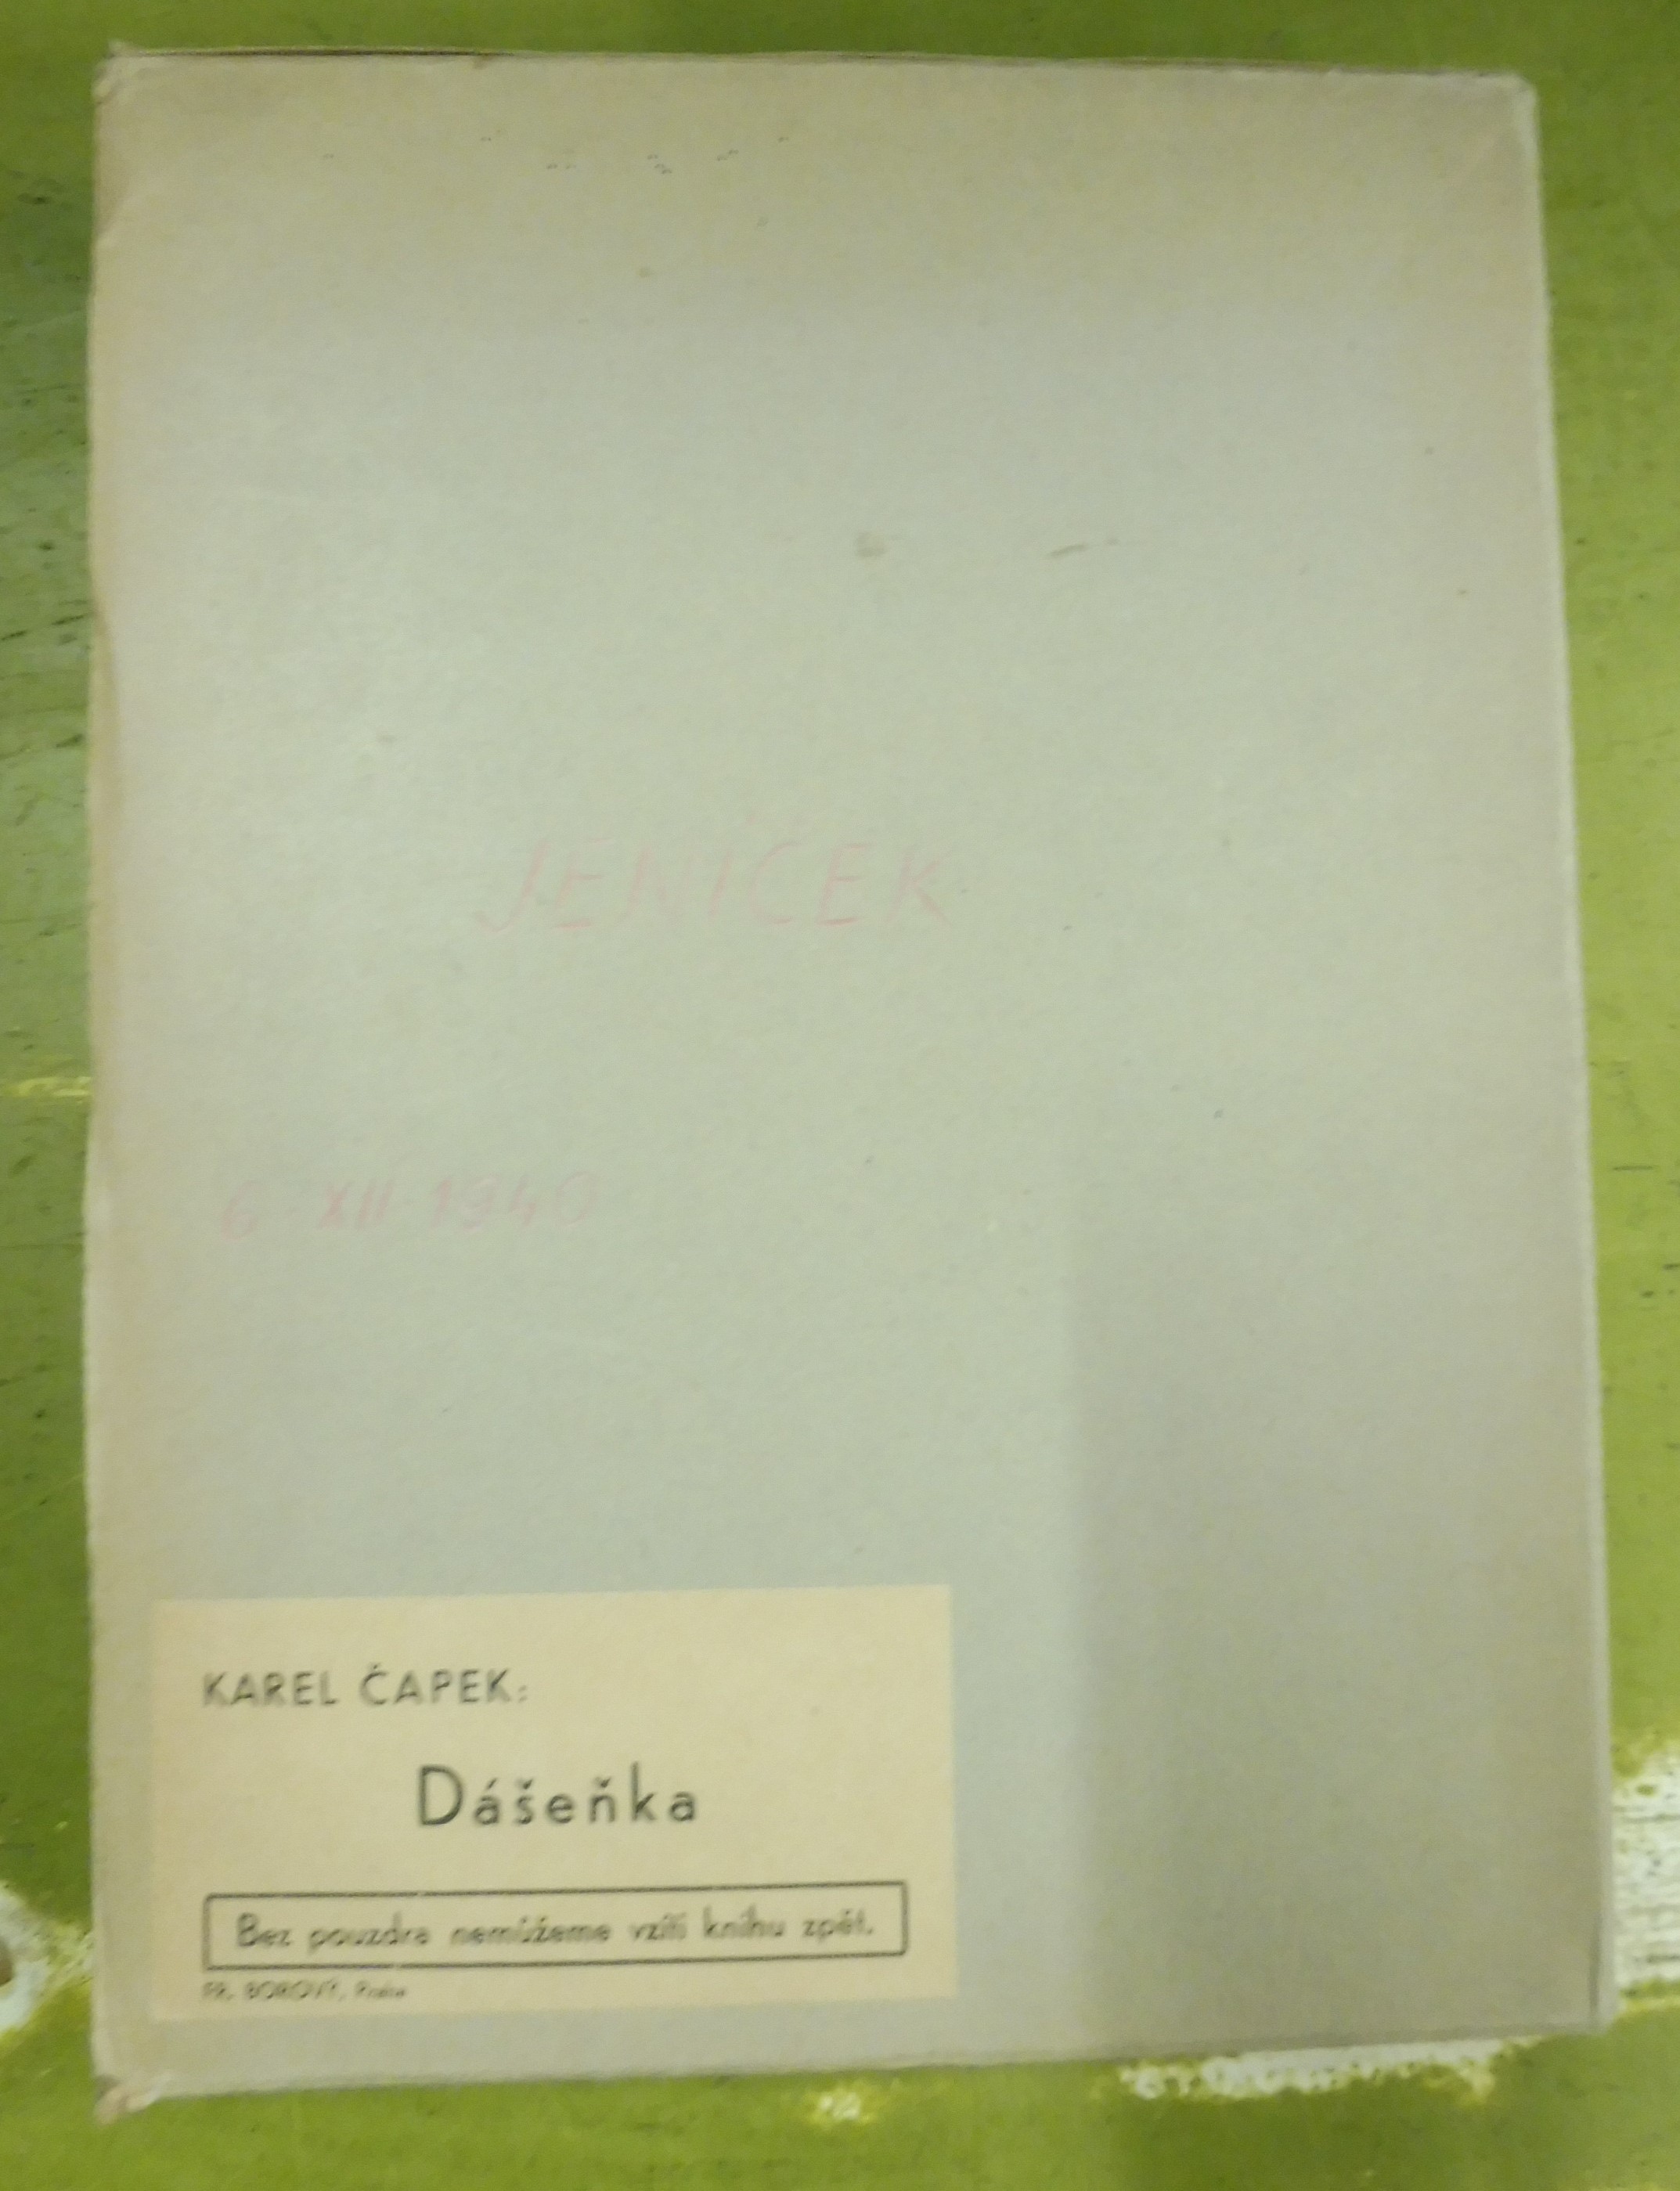 JENÍČEK
6 XII 1940
KAREL ČAPEK:
Dášeňka
Bez pouzdra nemůžeme vzíti knihu zpět.
FR. BOROVÝ, Praha